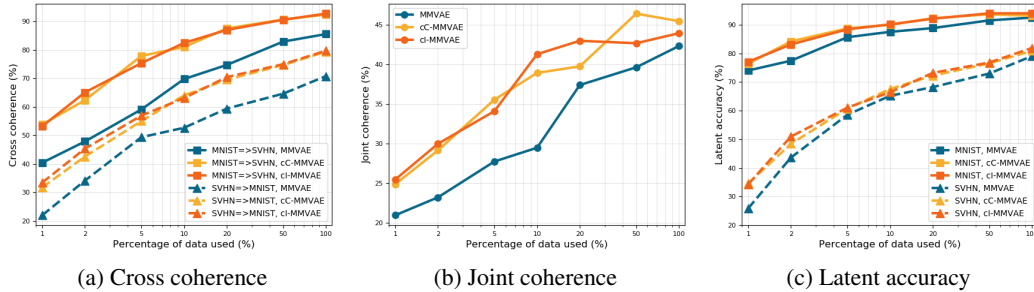 Cross coherence (%)
90
80
70
60
50
40
30
20
MNIST=>SVHN, MMVAE
MNIST=>SVHN, cC-MMVAE
MNIST=>SVHN, cI-MMVAE
SVHN=>MNIST, MMVAE
SVHN=>MNIST, cC-MMVAE
SVHN=>MNIST, cI-MMVAE
1 2 5 10 20 50 100
Percentage of data used (%)
(a) Cross coherence
Joint coherence (%)
45
40
35
30
25
20
MMVAE
cC-MMVAE
cI-MMVAE
1 2 5 10 20 50 100
Percentage of data used (%)
(b) Joint coherence
Latent accuracy (%)
100
90
80
70
60
50
40
30
20
MNIST, MMVAE
MNIST, cC-MMVAE
MNIST, cI-MMVAE
SVHN, MMVAE
SVHN, cC-MMVAE
SVHN, cI-MMVAE
1 2 5 10 20 50 100
Percentage of data used (%)
(c) Latent accuracy